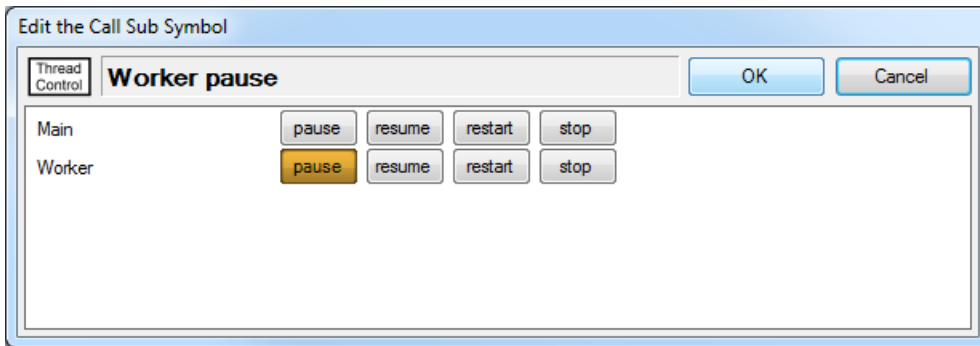 Edit the Call Sub Symbol
Thread
Control
Worker pause
OK
Cancel
Main
pause
resume
restart
stop
Worker
pause
resume
restart
stop